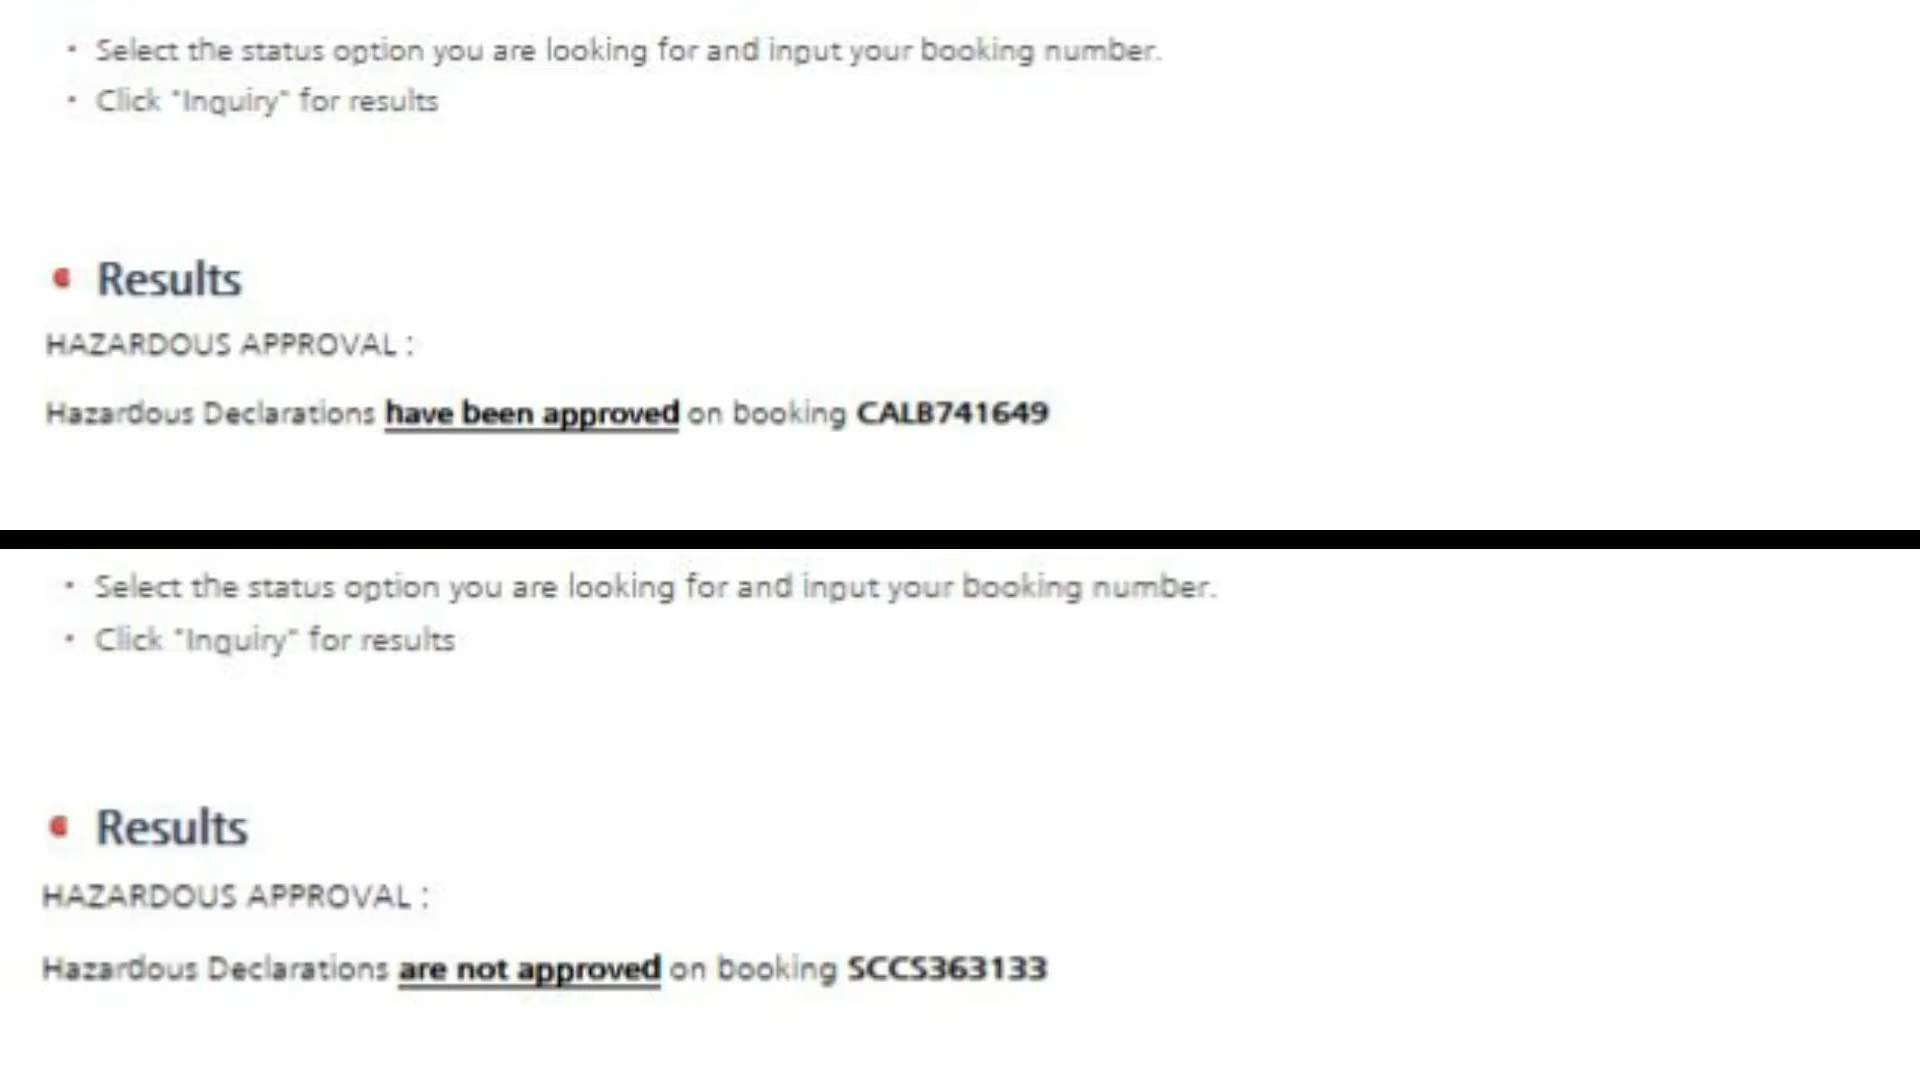 • Select the status option you are looking for and input your booking number.
• Click "Inquiry" for results
Results
HAZARDOUS APPROVAL :
Hazardous Declarations have been approved on booking CALB741649
• Select the status option you are looking for and input your booking number.
• Click "Inquiry" for results
Results
HAZARDOUS APPROVAL :
Hazardous Declarations are not approved on booking SCCS363133